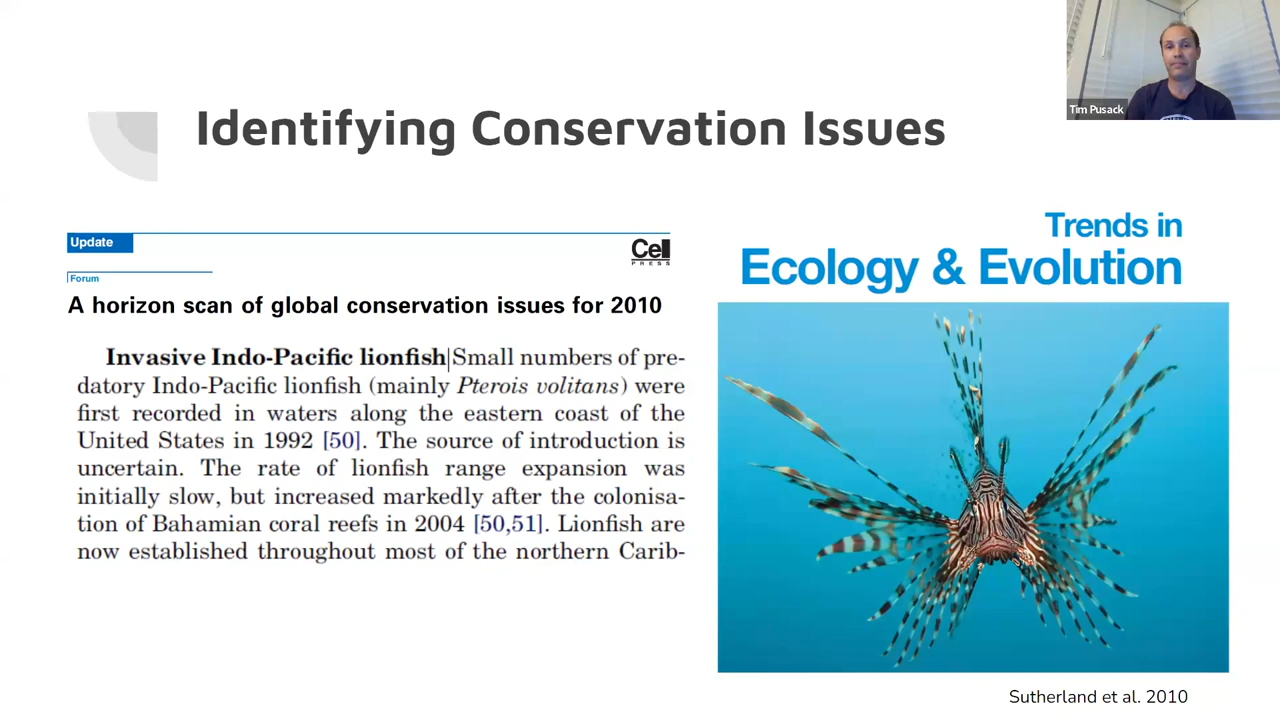 Tim Pusack
Identifying Conservation Issues
Update
Cell
PRESS
Forum
A horizon scan of global conservation issues for 2010
Invasive Indo-Pacific lionfish|Small numbers of pre-
datory Indo-Pacific lionfish (mainly Pterois volitans) were
first recorded in waters along the eastern coast of the
United States in 1992 [50]. The source of introduction is
uncertain. The rate of lionfish range expansion was
initially slow, but increased markedly after the colonisa-
tion of Bahamian coral reefs in 2004 [50,51]. Lionfish are
now established throughout most of the northern Carib-
Trends in
Ecology & Evolution
Sutherland et al. 2010